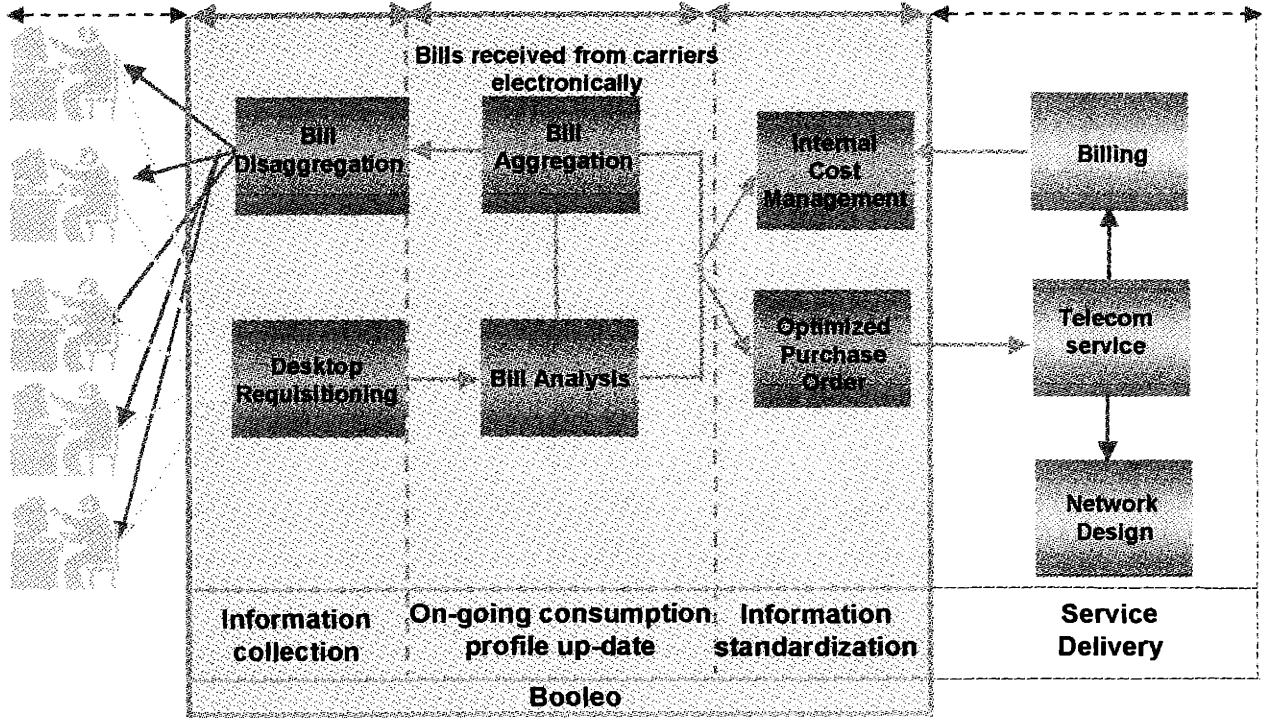 Bills received from carriers
electronically
Bill
Disaggregation
Bill
Aggregation
Internal
Cost
Management
Billing
Desktop
Requisitioning
Bill Analysis
Optimized
Purchase
Order
Telecom
service
Network
Design
Information
collection
On-going consumption
profile up-date
Information
standardization
Service
Delivery
Booleo